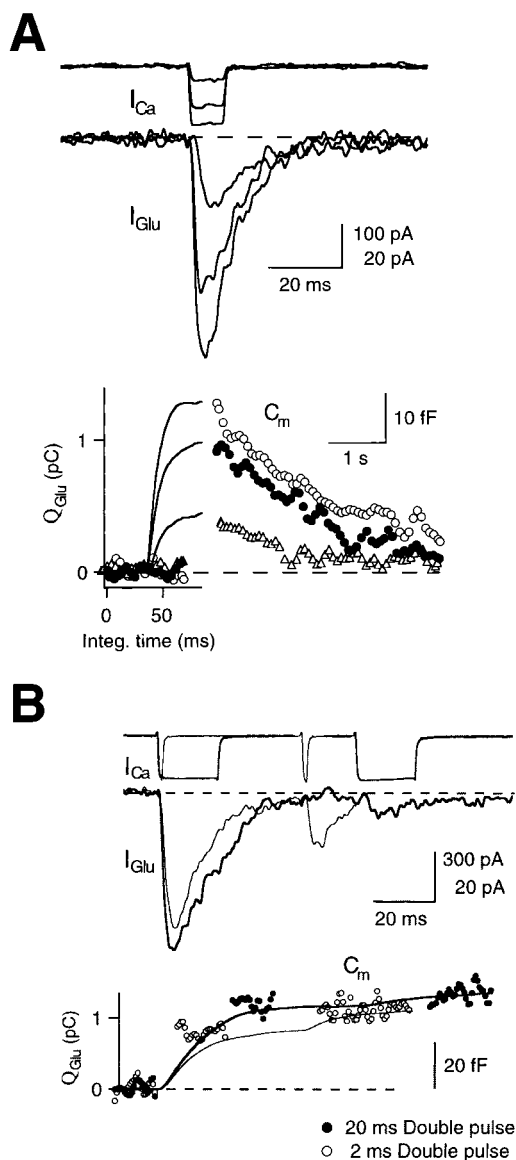 A
I_Ca
I_Glu
100 pA
20 pA
20 ms
C_m
10 fF
1 s
Q_Glu (pC)
1
0
0 50
Integ. time (ms)
B
I_Ca
I_Glu
300 pA
20 pA
20 ms
C_m
Q_Glu (pC)
1
0
20 fF
● 20 ms Double pulse
○ 2 ms Double pulse